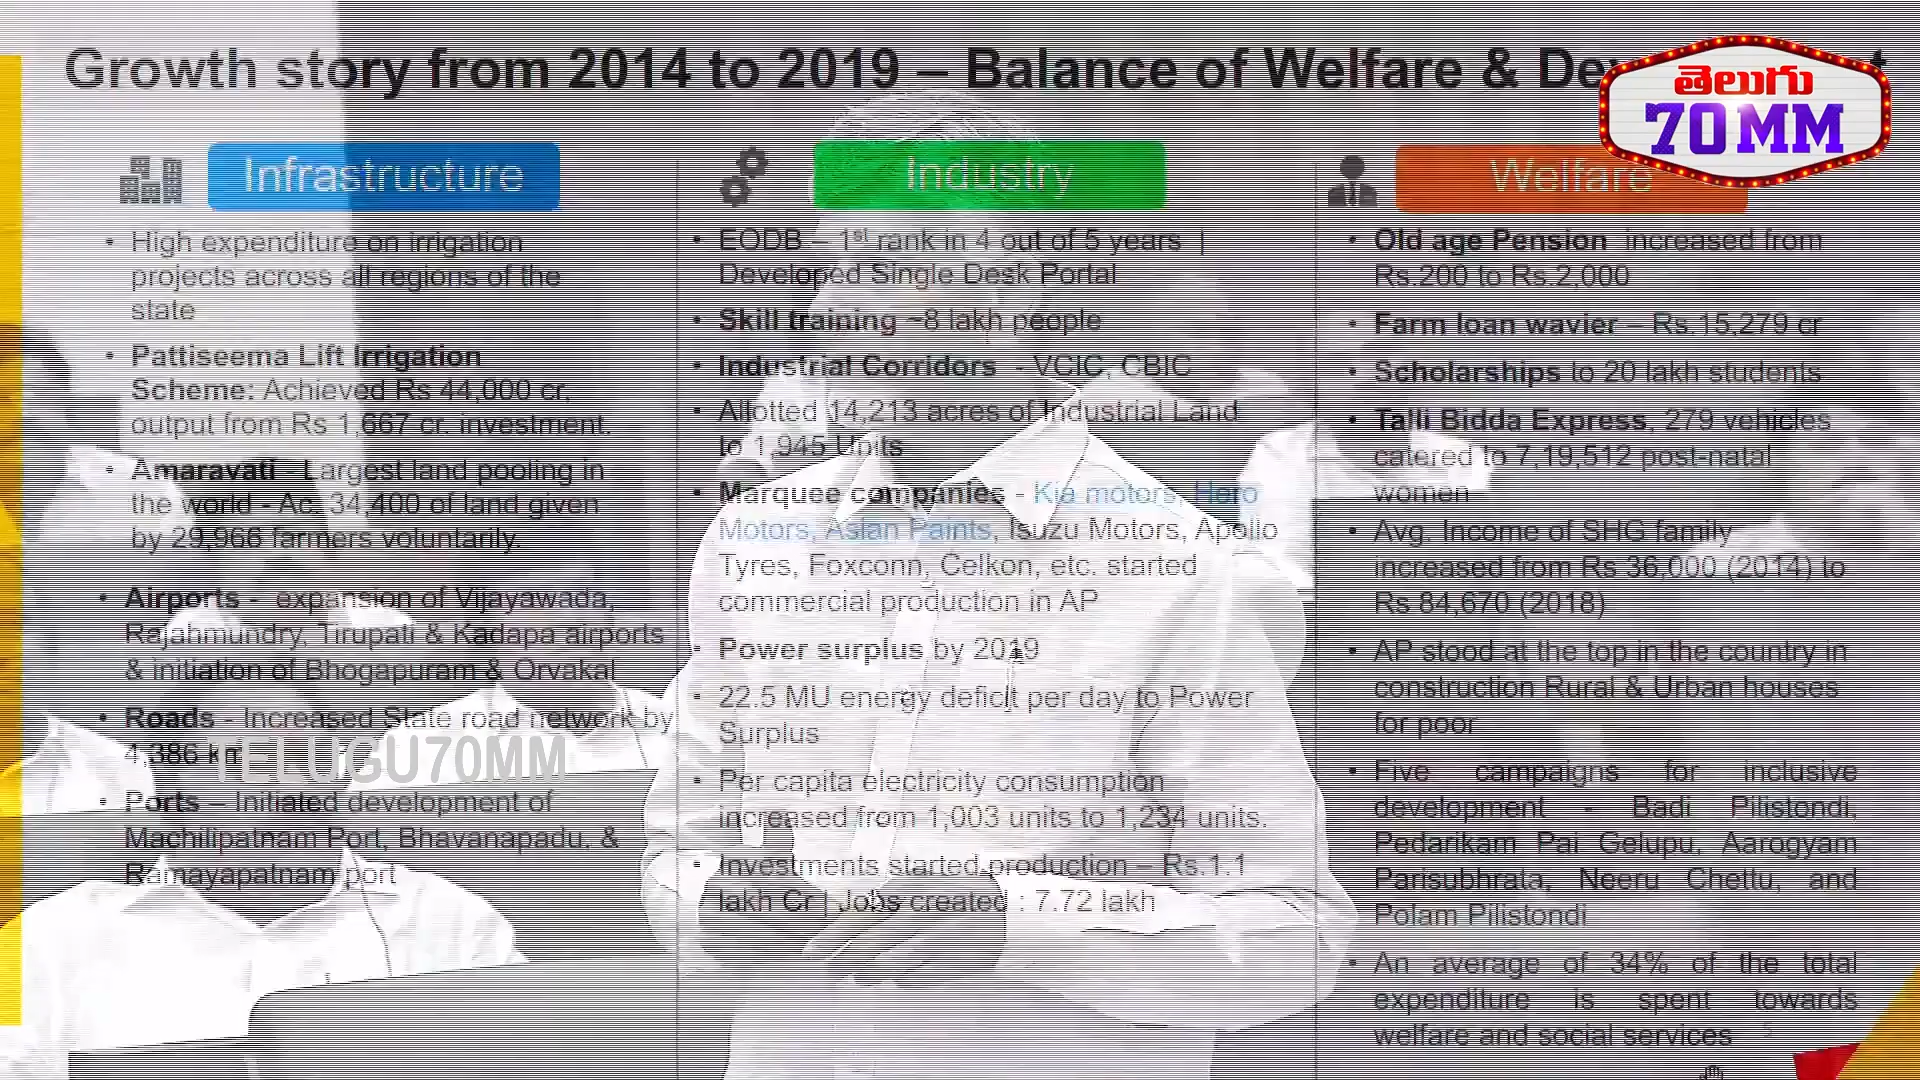 Growth story from 2014 to 2019 – Balance of Welfare &
తెలుగు
70MM
Infrastructure
• High expenditure on irrigation
projects across all regions of the
state
• Pattiseema Lift Irrigation
Scheme: Achieved Rs 44,000 cr.
output from Rs 1,667 cr. investment.
• Amaravati - Largest land pooling in
the world - Ac. 34,400 of land given
by 29,966 farmers voluntarily
• Airports - expansion of Vijayawada,
Rajahmundry, Tirupati & Kadapa airports
& initiation of Bhogapuram & Orvakal
• Roads - Increased State road network by
4,386 km
TELUGU70MM
• Ports – Initiated development of
Machilipatnam Port, Bhavanapadu, &
Ramayapatnam port
Industry
• EODB – 1st rank in 4 out of 5 years |
Developed Single Desk Portal
• Skill training ~8 lakh people
• Industrial Corridors - VCIC, CBIC
• Allotted 14,213 acres of Industrial Land
to 1,945 Units
• Marquee companies - Kia motors, Hero
Motors, Asian Paints, Isuzu Motors, Apollo
Tyres, Foxconn, Celkon, etc. started
commercial production in AP
• Power surplus by 2019
• 22.5 MU energy deficit per day to Power
Surplus
• Per capita electricity consumption
increased from 1,003 units to 1,234 units.
• Investments started production – Rs.1.1
lakh Cr | Jobs created : 7.72 lakh
Welfare
• Old age Pension increased from
Rs.200 to Rs.2,000
• Farm loan wavier – Rs.15,279 cr
• Scholarships to 20 lakh students
• Talli Bidda Express, 279 vehicles
catered to 7,19,512 post-natal
women
• Avg. Income of SHG family
increased from Rs 36,000 (2014) to
Rs 84,670 (2018)
• AP stood at the top in the country in
construction Rural & Urban houses
for poor
• Five campaigns for inclusive
development - Badi Pilistondi,
Pedarikam Pai Gelupu, Aarogyam
Parisubhrata, Neeru Chettu, and
Polam Pilistondi
• An average of 34% of the total
expenditure is spent towards
welfare and social services